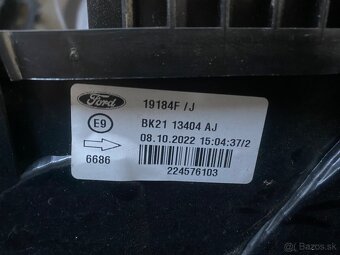 Ford
19184F /J
E9
BK21 13404 AJ
08.10.2022 15:04:37/2
6686
224576103
bazos.sk